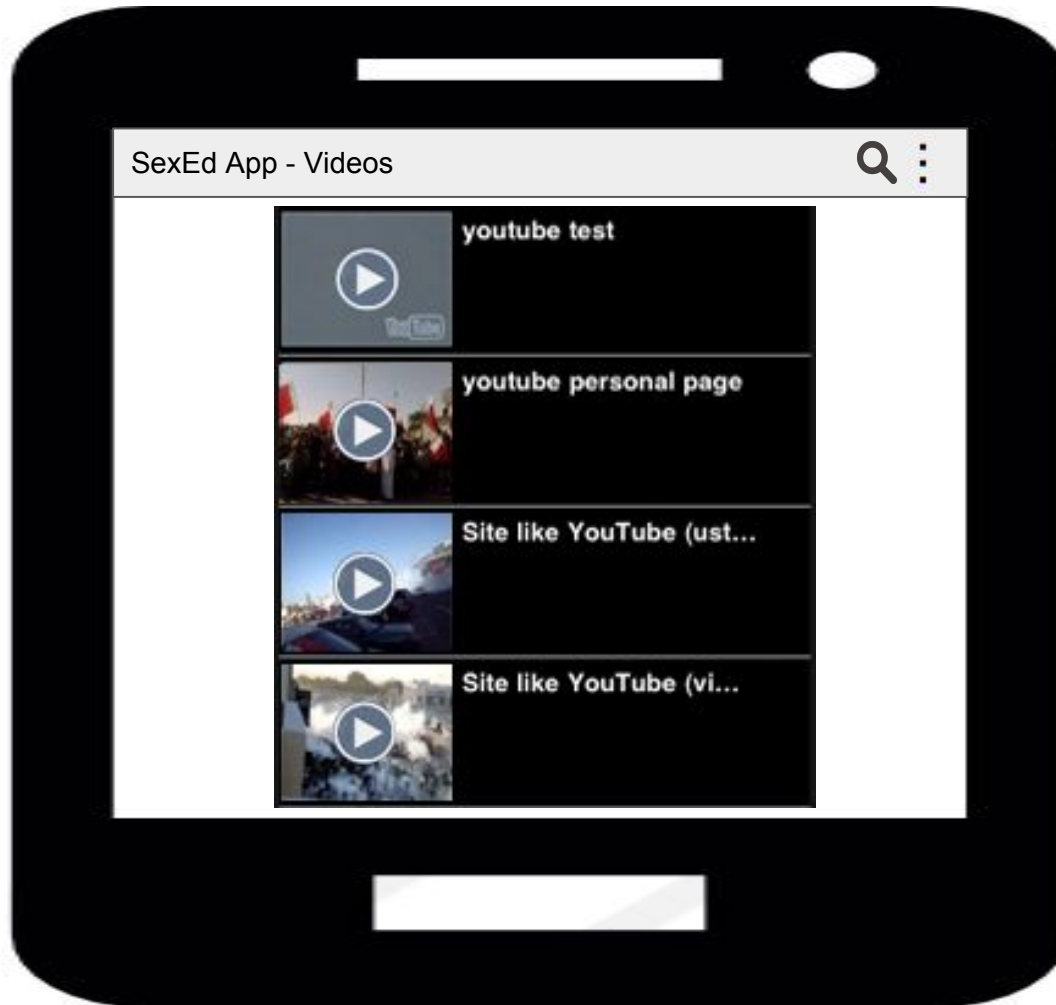 SexEd App - Videos
youtube test
YouTube
youtube personal page
Site like YouTube (ust...
Site like YouTube (vi...